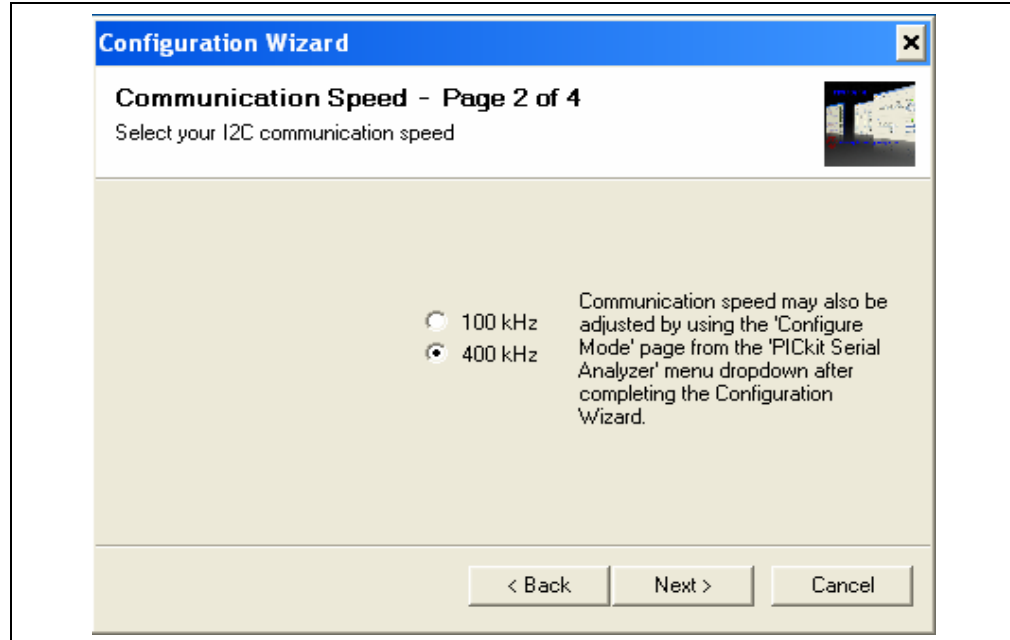 Configuration Wizard
Communication Speed - Page 2 of 4
Select your I2C communication speed
100 kHz
400 kHz
Communication speed may also be
adjusted by using the 'Configure
Mode' page from the 'PICkit Serial
Analyzer' menu dropdown after
completing the Configuration
Wizard.
< Back
Next >
Cancel